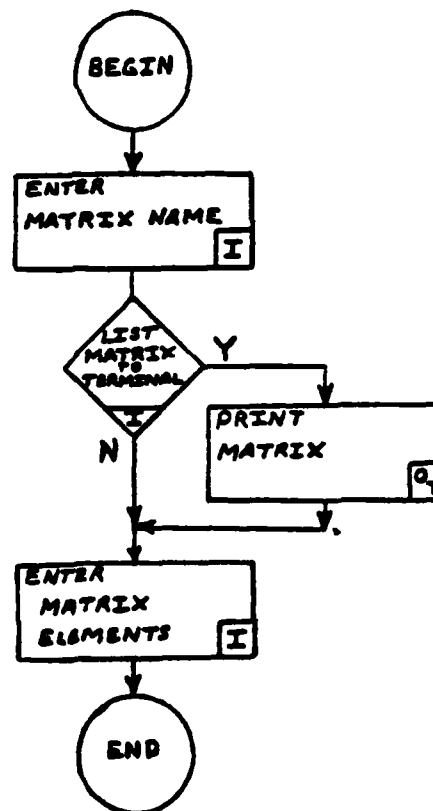 BEGIN
ENTER
MATRIX NAME
I
LIST
MATRIX
TO
TERMINAL
I
Y
N
PRINT
MATRIX
ENTER
MATRIX
ELEMENTS
I
END